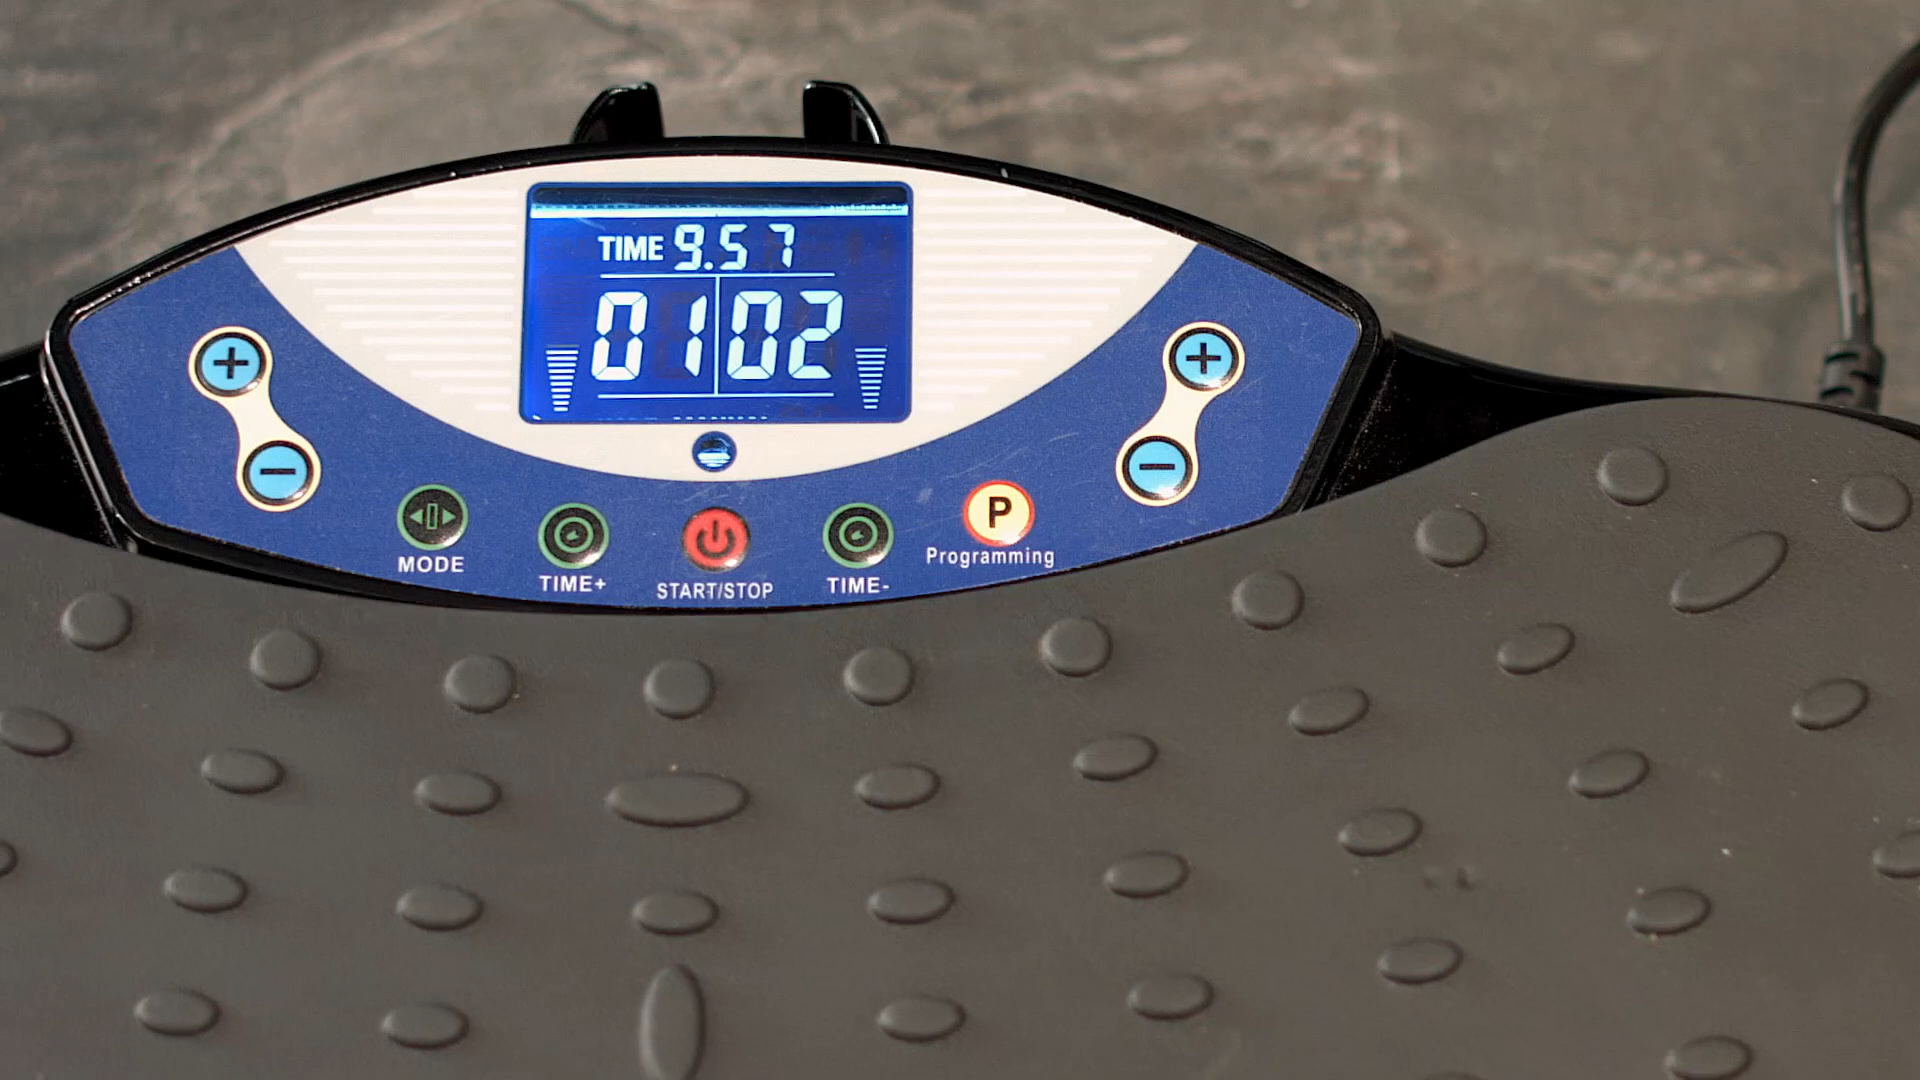 TIME 9.57
01 02
MODE
TIME+
START/STOP
TIME-
P
Programming